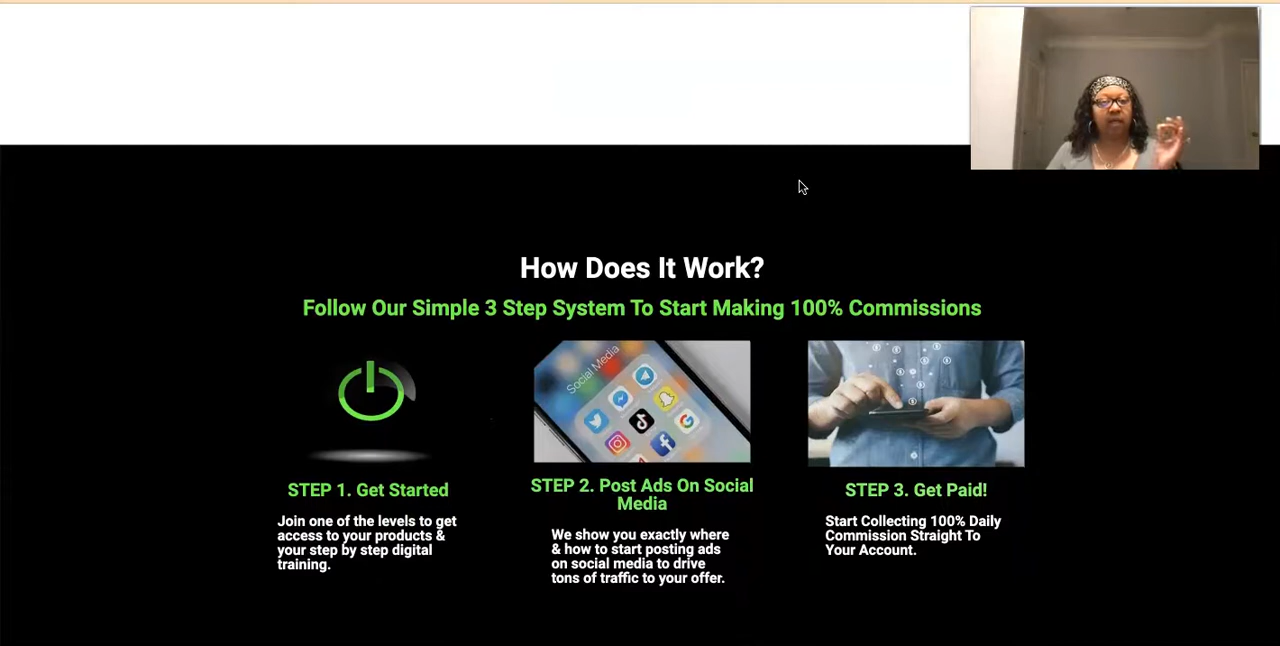 How Does It Work?
Follow Our Simple 3 Step System To Start Making 100% Commissions
Social Media
STEP 1. Get Started
Join one of the levels to get
access to your products &
your step by step digital
training.
STEP 2. Post Ads On Social
Media
We show you exactly where
& how to start posting ads
on social media to drive
tons of traffic to your offer.
STEP 3. Get Paid!
Start Collecting 100% Daily
Commission Straight To
Your Account.